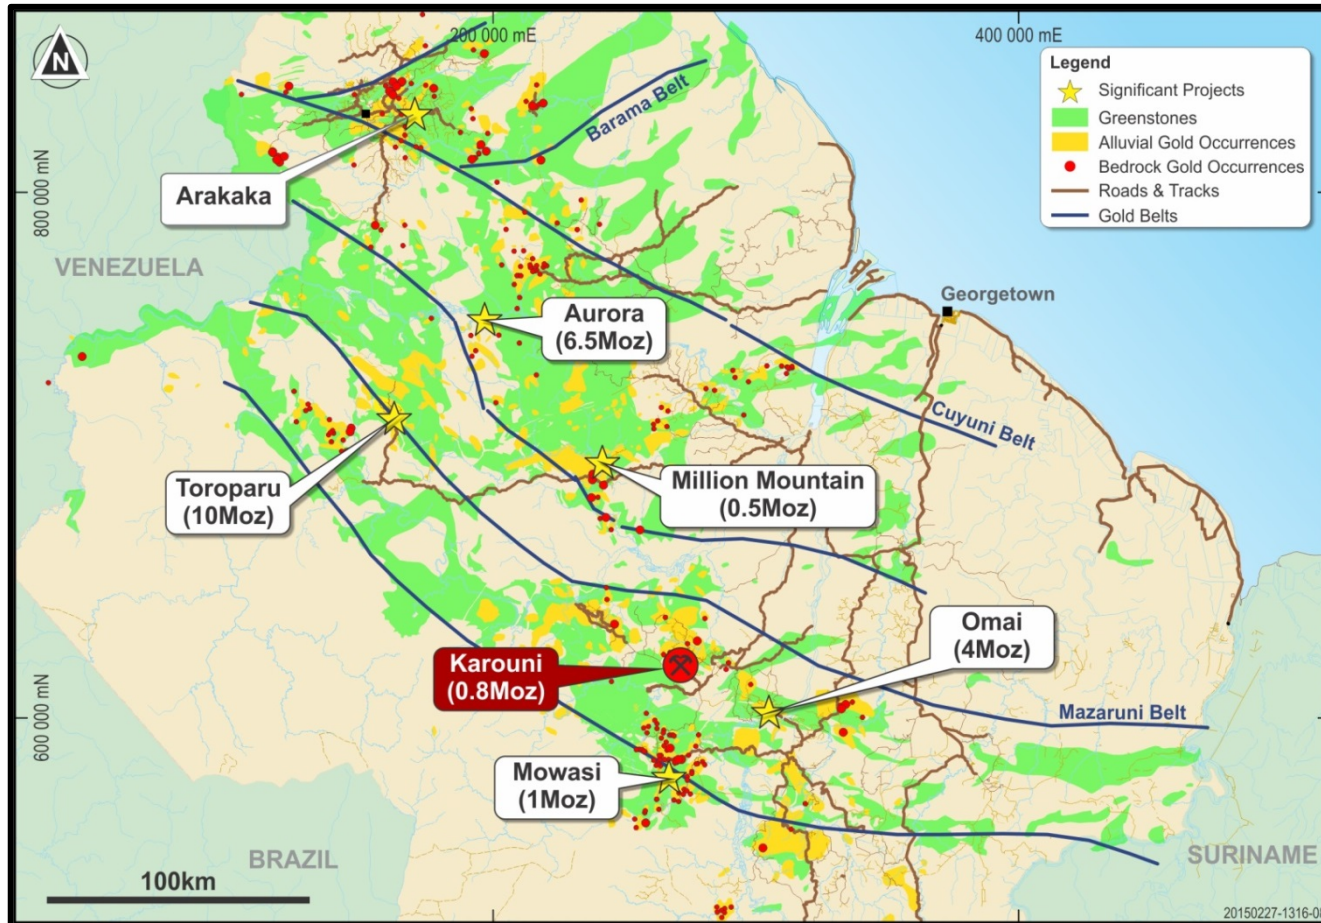 200 000 mE
400 000 mE
N
Legend
Significant Projects
Greenstones
Alluvial Gold Occurrences
Bedrock Gold Occurrences
Roads & Tracks
Gold Belts
Barama Belt
Arakaka
800 000 mN
VENEZUELA
Georgetown
Aurora
(6.5Moz)
Cuyuni Belt
Toroparu
(10Moz)
Million Mountain
(0.5Moz)
Omai
(4Moz)
Karouni
(0.8Moz)
600 000 mN
Mazaruni Belt
Mowasi
(1Moz)
BRAZIL
SURINAME
100km